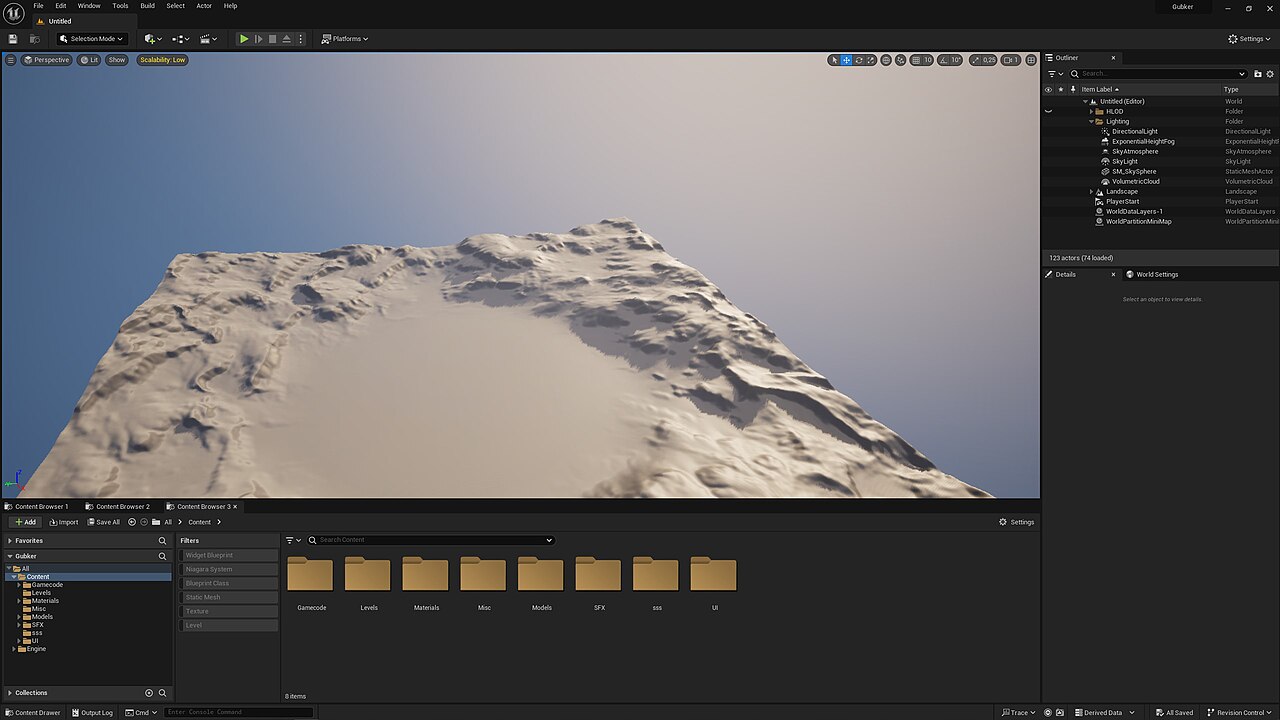 File Edit Window Tools Build Select Actor Help
Gubker
Untitled
Selection Mode
Platforms
Settings
Perspective Lit Show Scalability: Low
10 10° 0,25 1
Outliner
Search...
Item Label Type
Untitled (Editor) World
HLOD Folder
Lighting Folder
DirectionalLight DirectionalLight
ExponentialHeightFog ExponentialHeightF
SkyAtmosphere SkyAtmosphere
SkyLight SkyLight
SM_SkySphere StaticMeshActor
VolumetricCloud VolumetricCloud
Landscape Landscape
PlayerStart PlayerStart
WorldDataLayers-1 WorldDataLayers
WorldPartitionMiniMap WorldPartitionMini
123 actors (74 loaded)
Details World Settings
Select an object to view details.
Content Browser 1 Content Browser 2 Content Browser 3
Add Import Save All All Content Settings
Favorites
Gubker
All
Content
Gamecode
Levels
Materials
Misc
Models
SFX
sss
UI
Engine
Collections
Filters
Widget Blueprint
Niagara System
Blueprint Class
Static Mesh
Texture
Level
Search Content
Gamecode Levels Materials Misc Models SFX sss UI
8 items
Content Drawer Output Log Cmd Enter Console Command Trace Derived Data All Saved Revision Control